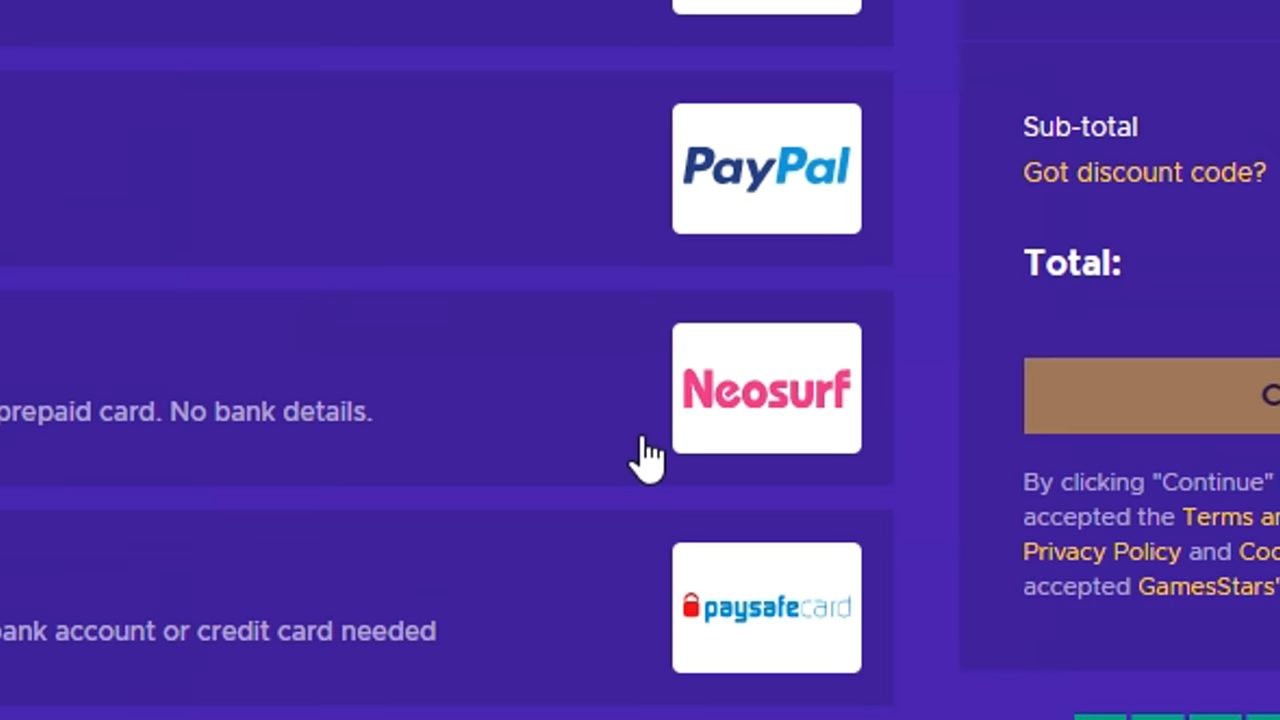 PayPal
Neosurf
prepaid card. No bank details.
paysafecard
bank account or credit card needed
Sub-total
Got discount code?
Total:
By clicking "Continue"
accepted the Terms
Privacy Policy and
accepted GamesStars'